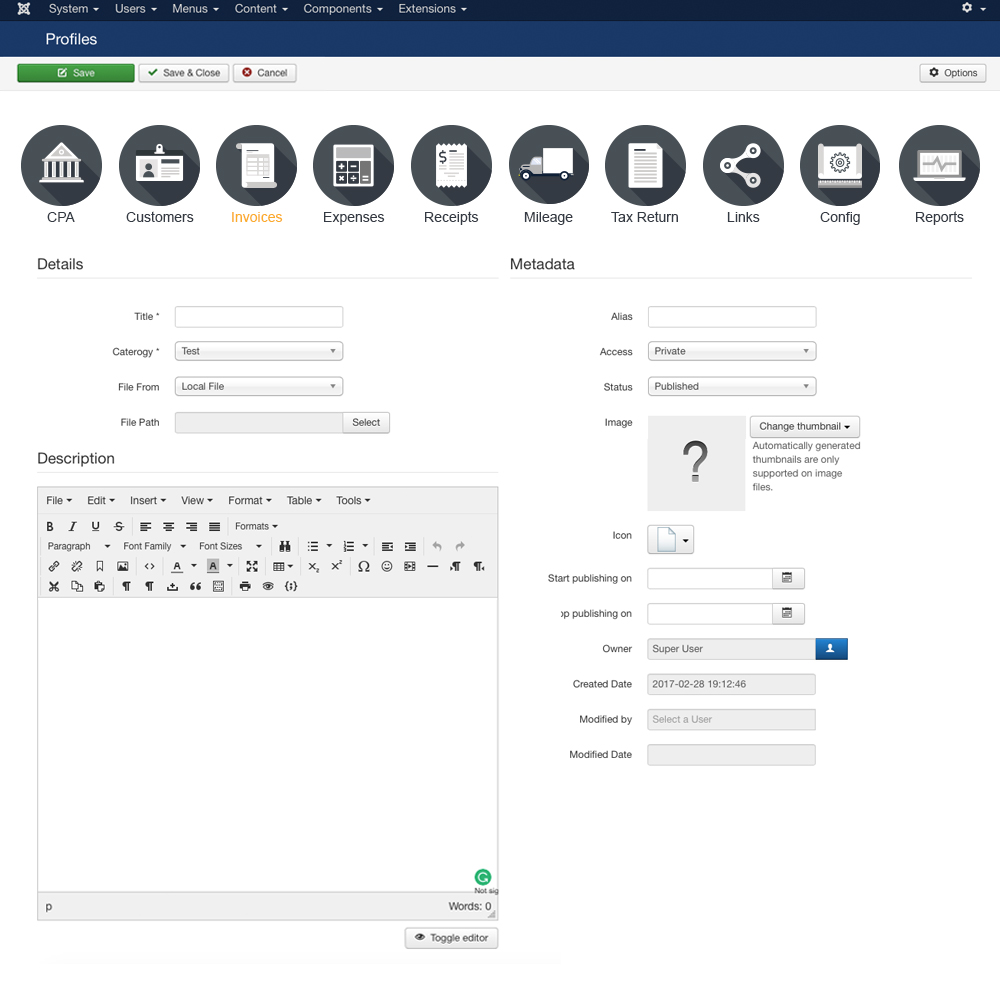 System Users Menus Content Components Extensions
Profiles
Save Save & Close Cancel Options
CPA Customers Invoices Expenses Receipts Mileage Tax Return Links Config Reports
Details
Title *
Caterogy * Test
File From Local File
File Path Select
Description
File Edit Insert View Format Table Tools
B I U S Formats
Paragraph Font Family Font Sizes
A A
p Words: 0
Not sig
Toggle editor
Metadata
Alias
Access Private
Status Published
Image ? Change thumbnail
Automatically generated
thumbnails are only
supported on image
files.
Icon
Start publishing on
op publishing on
Owner Super User
Created Date 2017-02-28 19:12:46
Modified by Select a User
Modified Date